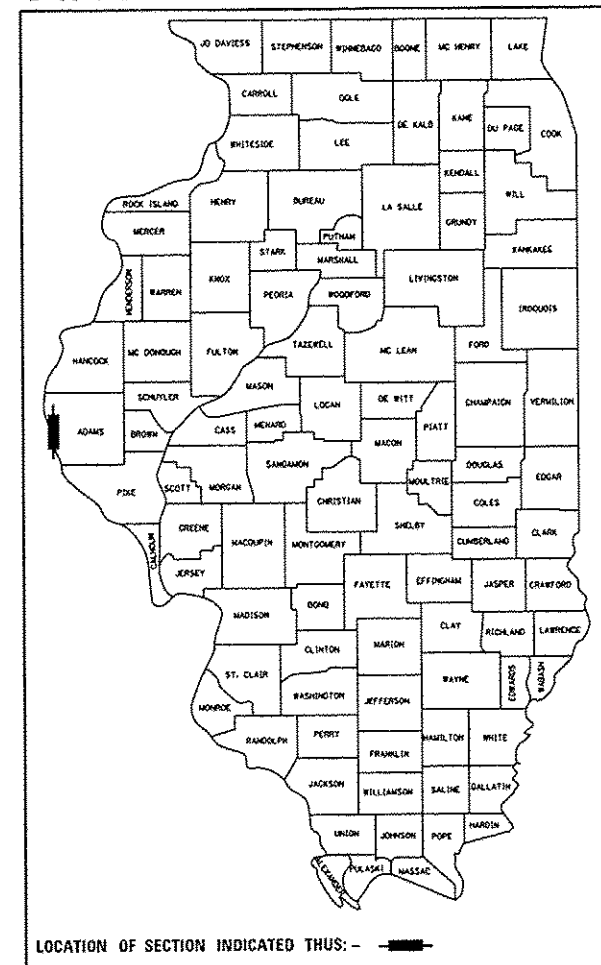 JO DAVIESS STEPHENSON WINNEBAGO BOONE MC HENRY LAKE
CARROLL OGLE DE KALB KANE DU PAGE COOK
WHITESIDE LEE KENDALL WILL
ROCK ISLAND HENRY BUREAU LA SALLE GRUNDY
MERCER PUTNAM KANKAKEE
STARK MARSHALL LIVINGSTON
HENDERSON WARREN KNOX PEORIA WOODFORD IROQUOIS
HANCOCK MC DONOUGH FULTON TAZEWELL MC LEAN FORD
SCHUYLER MASON LOGAN DE WITT CHAMPAIGN VERMILION
ADAMS BROWN CASS MENARD MACON PIATT
PIKE SCOTT MORGAN SANGAMON MOULTRIE DOUGLAS EDGAR
CHRISTIAN COLES
CALHOUN GREENE MACOUPIN MONTGOMERY SHELBY CUMBERLAND CLARK
JERSEY FAYETTE EFFINGHAM JASPER CRAWFORD
MADISON BOND CLAY RICHLAND LAWRENCE
CLINTON MARION
ST. CLAIR WASHINGTON JEFFERSON WAYNE EDWARDS WABASH
MONROE RANDOLPH PERRY HAMILTON WHITE
FRANKLIN
JACKSON WILLIAMSON SALINE GALLATIN
UNION JOHNSON POPE HARDIN
ALEXANDER PULASKI MASSAC
LOCATION OF SECTION INDICATED THUS: -